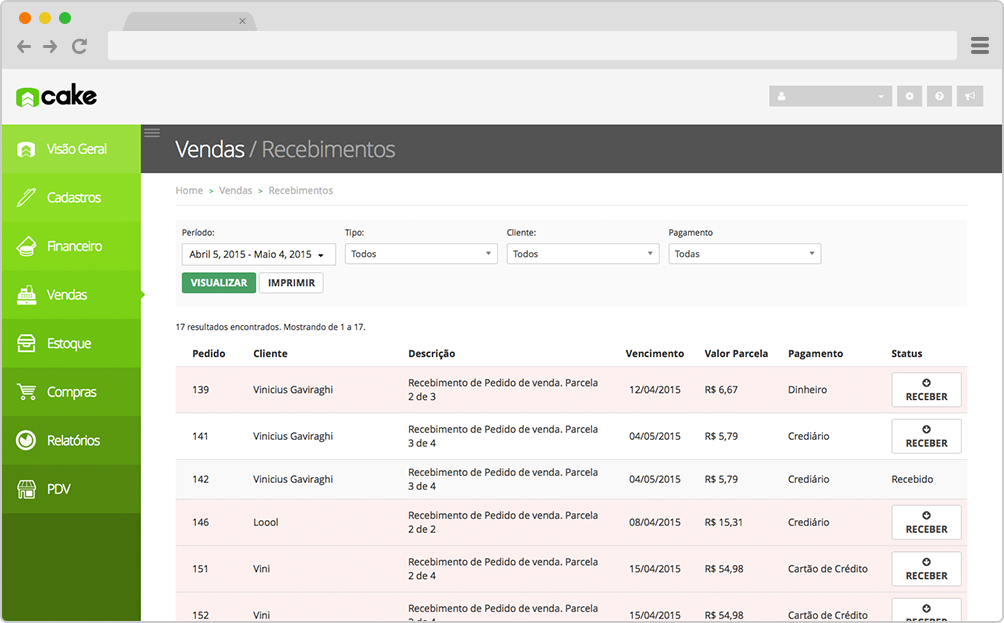 cake
Visão Geral
Cadastros
Financeiro
Vendas
Estoque
Compras
Relatórios
PDV
Vendas / Recebimentos
Home > Vendas > Recebimentos
Período: Tipo: Cliente: Pagamento
Abril 5, 2015 - Maio 4, 2015 Todos Todos Todas
VISUALIZAR IMPRIMIR
17 resultados encontrados. Mostrando de 1 a 17.
Pedido Cliente Descrição Vencimento Valor Parcela Pagamento Status
139 Vinicius Gaviraghi Recebimento de Pedido de venda. Parcela 2 de 3 12/04/2015 R$ 6,67 Dinheiro RECEBER
141 Vinicius Gaviraghi Recebimento de Pedido de venda. Parcela 3 de 4 04/05/2015 R$ 5,79 Crediário RECEBER
142 Vinicius Gaviraghi Recebimento de Pedido de venda. Parcela 3 de 4 04/05/2015 R$ 5,79 Crediário Recebido
146 Loool Recebimento de Pedido de venda. Parcela 2 de 2 08/04/2015 R$ 15,31 Crediário RECEBER
151 Vini Recebimento de Pedido de venda. Parcela 2 de 4 15/04/2015 R$ 54,98 Cartão de Crédito RECEBER
152 Vini Recebimento de Pedido de venda. Parcela 15/04/2015 R$ 54,98 Cartão de Crédito RECEBER